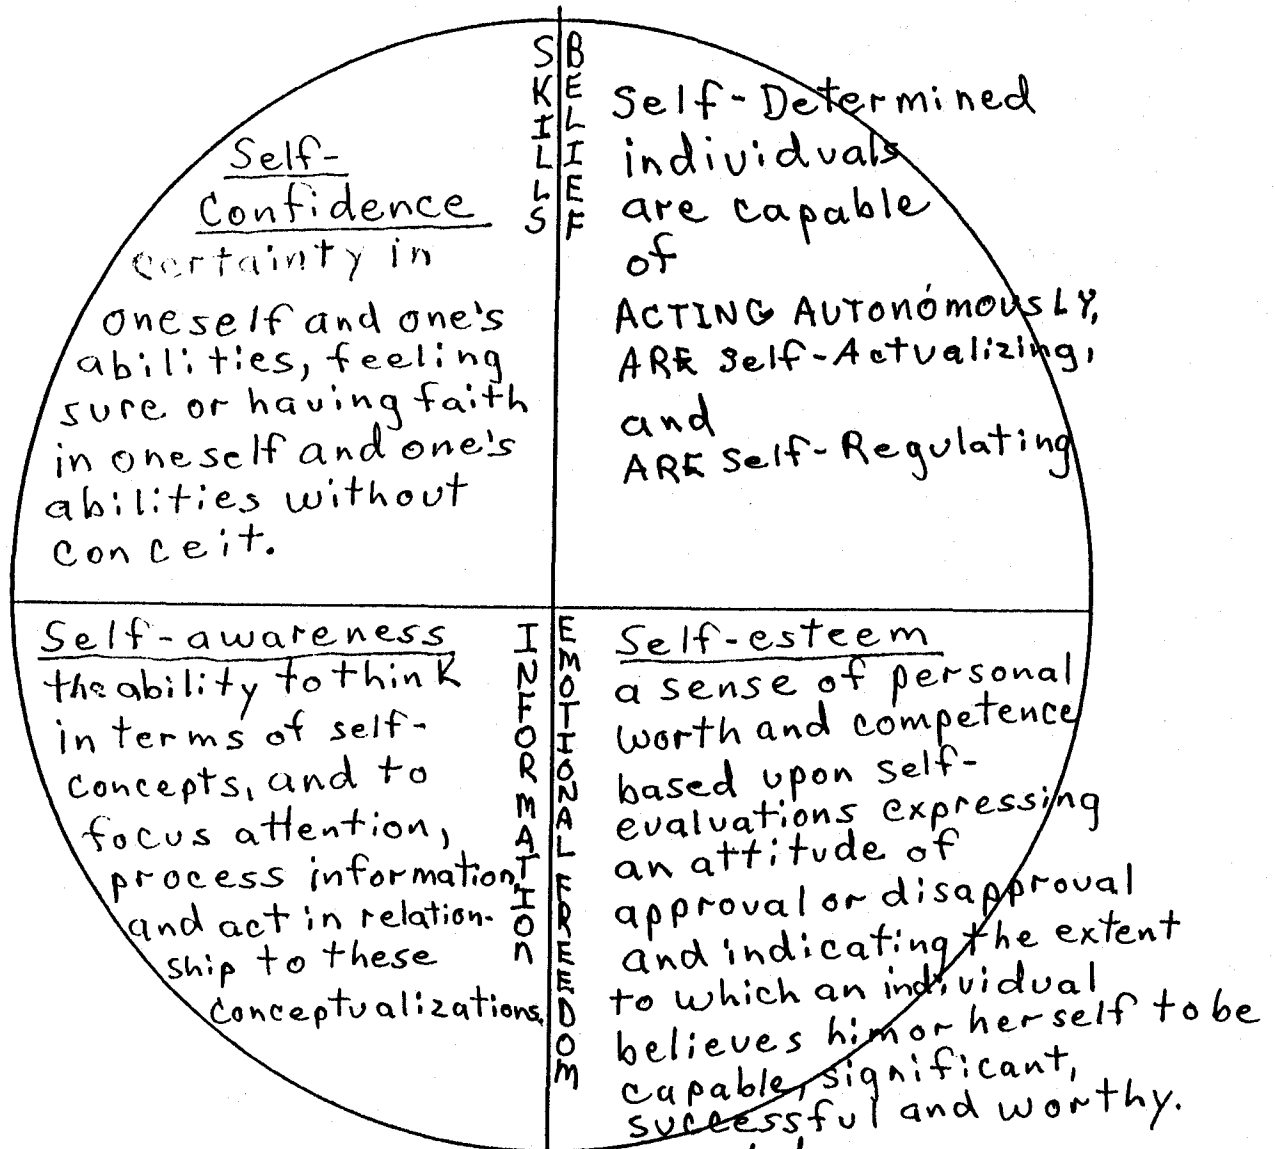 SKILLS
Self-
Confidence
certainty in
oneself and one's
abilities, feeling
sure or having faith
in oneself and one's
abilities without
conceit.
BELIEF
Self-Determined
individuals
are capable
of
ACTING AUTONOMOUSLY,
ARE Self-Actualizing,
and
ARE Self-Regulating
Self-awareness
the ability to think
in terms of self-
concepts, and to
focus attention,
process information,
and act in relation-
ship to these
conceptualizations.
INFORMATION
EMOTIONAL FREEDOM
Self-esteem
a sense of personal
worth and competence
based upon self-
evaluations expressing
an attitude of
approval or disapproval
and indicating the extent
to which an individual
believes him or herself to be
capable, significant,
successful and worthy.